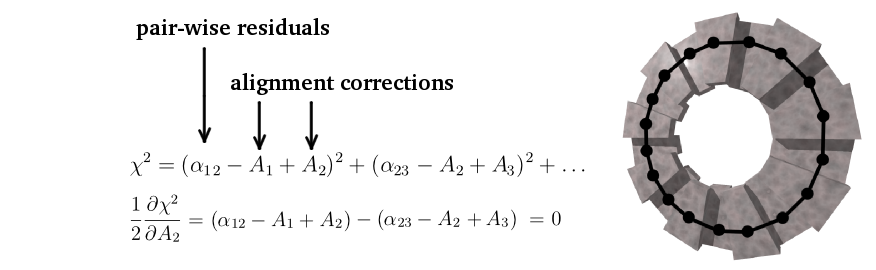 pair-wise residuals
alignment corrections
χ² = (α₁₂ − A₁ + A₂)² + (α₂₃ − A₂ + A₃)² + …
1/2 ∂χ²/∂A₂ = (α₁₂ − A₁ + A₂) − (α₂₃ − A₂ + A₃) = 0